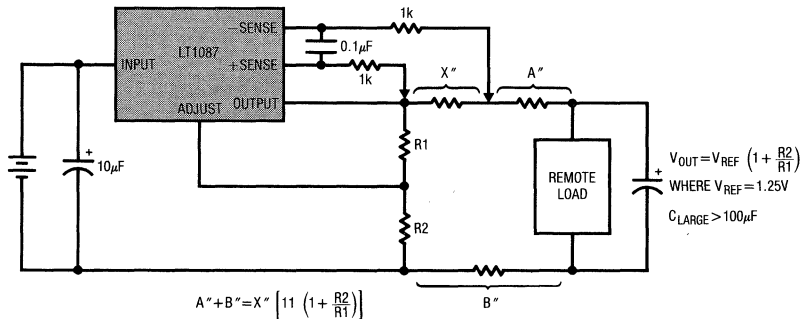 −SENSE
1k
LT1087
0.1μF
INPUT
+SENSE
1k
X″
A″
ADJUST
OUTPUT
R1
+
10μF
REMOTE
LOAD
+
V_OUT=V_REF (1+R2/R1)
WHERE V_REF=1.25V
C_LARGE>100μF
R2
A″+B″=X″ [11 (1+R2/R1)]
B″